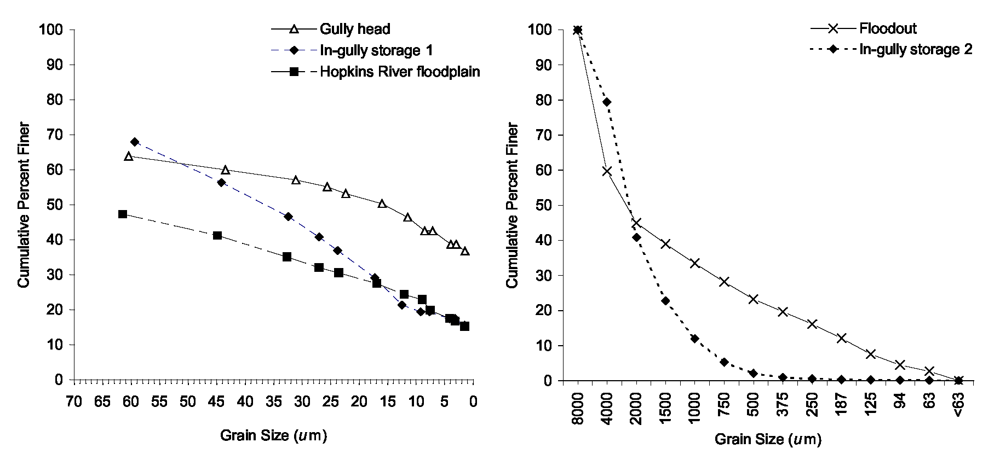 Gully head
In-gully storage 1
Hopkins River floodplain
100
90
80
70
60
50
40
30
20
10
0
Cumulative Percent Finer
70 65 60 55 50 45 40 35 30 25 20 15 10 5 0
Grain Size (um)
Floodout
In-gully storage 2
100
90
80
70
60
50
40
30
20
10
0
Cumulative Percent Finer
8000 4000 2000 1500 1000 750 500 375 250 187 125 94 63 <63
Grain Size (um)